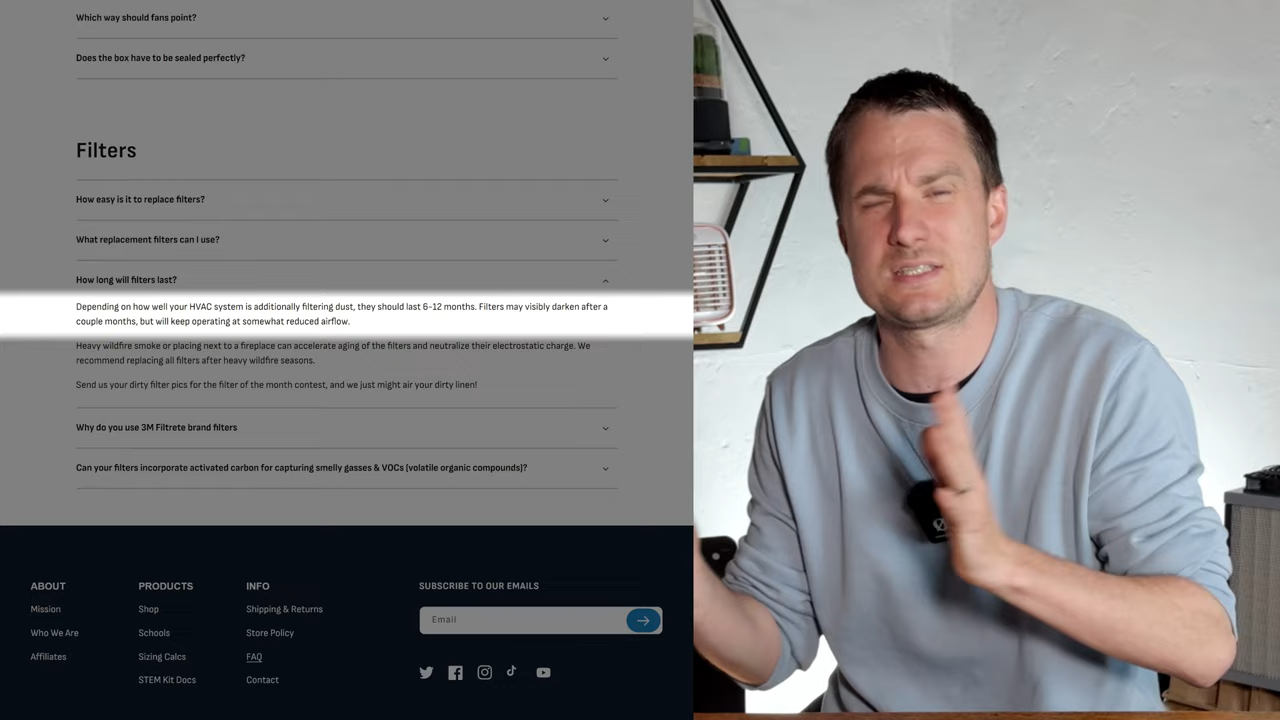 Which way should fans point?
Does the box have to be sealed perfectly?
Filters
How easy is it to replace filters?
What replacement filters can I use?
How long will filters last?
Depending on how well your HVAC system is additionally filtering dust, they should last 6-12 months. Filters may visibly darken after a
couple months, but will keep operating at somewhat reduced airflow.
Heavy wildfire smoke or placing next to a fireplace can accelerate aging of the filters and neutralize their electrostatic charge. We
recommend replacing all filters after heavy wildfire seasons.
Send us your dirty filter pics for the filter of the month contest, and we just might air your dirty linen!
Why do you use 3M Filtrete brand filters
Can your filters incorporate activated carbon for capturing smelly gasses & VOCs (volatile organic compounds)?
ABOUT
Mission
Who We Are
Affiliates
PRODUCTS
Shop
Schools
Sizing Calcs
STEM Kit Docs
INFO
Shipping & Returns
Store Policy
FAQ
Contact
SUBSCRIBE TO OUR EMAILS
Email